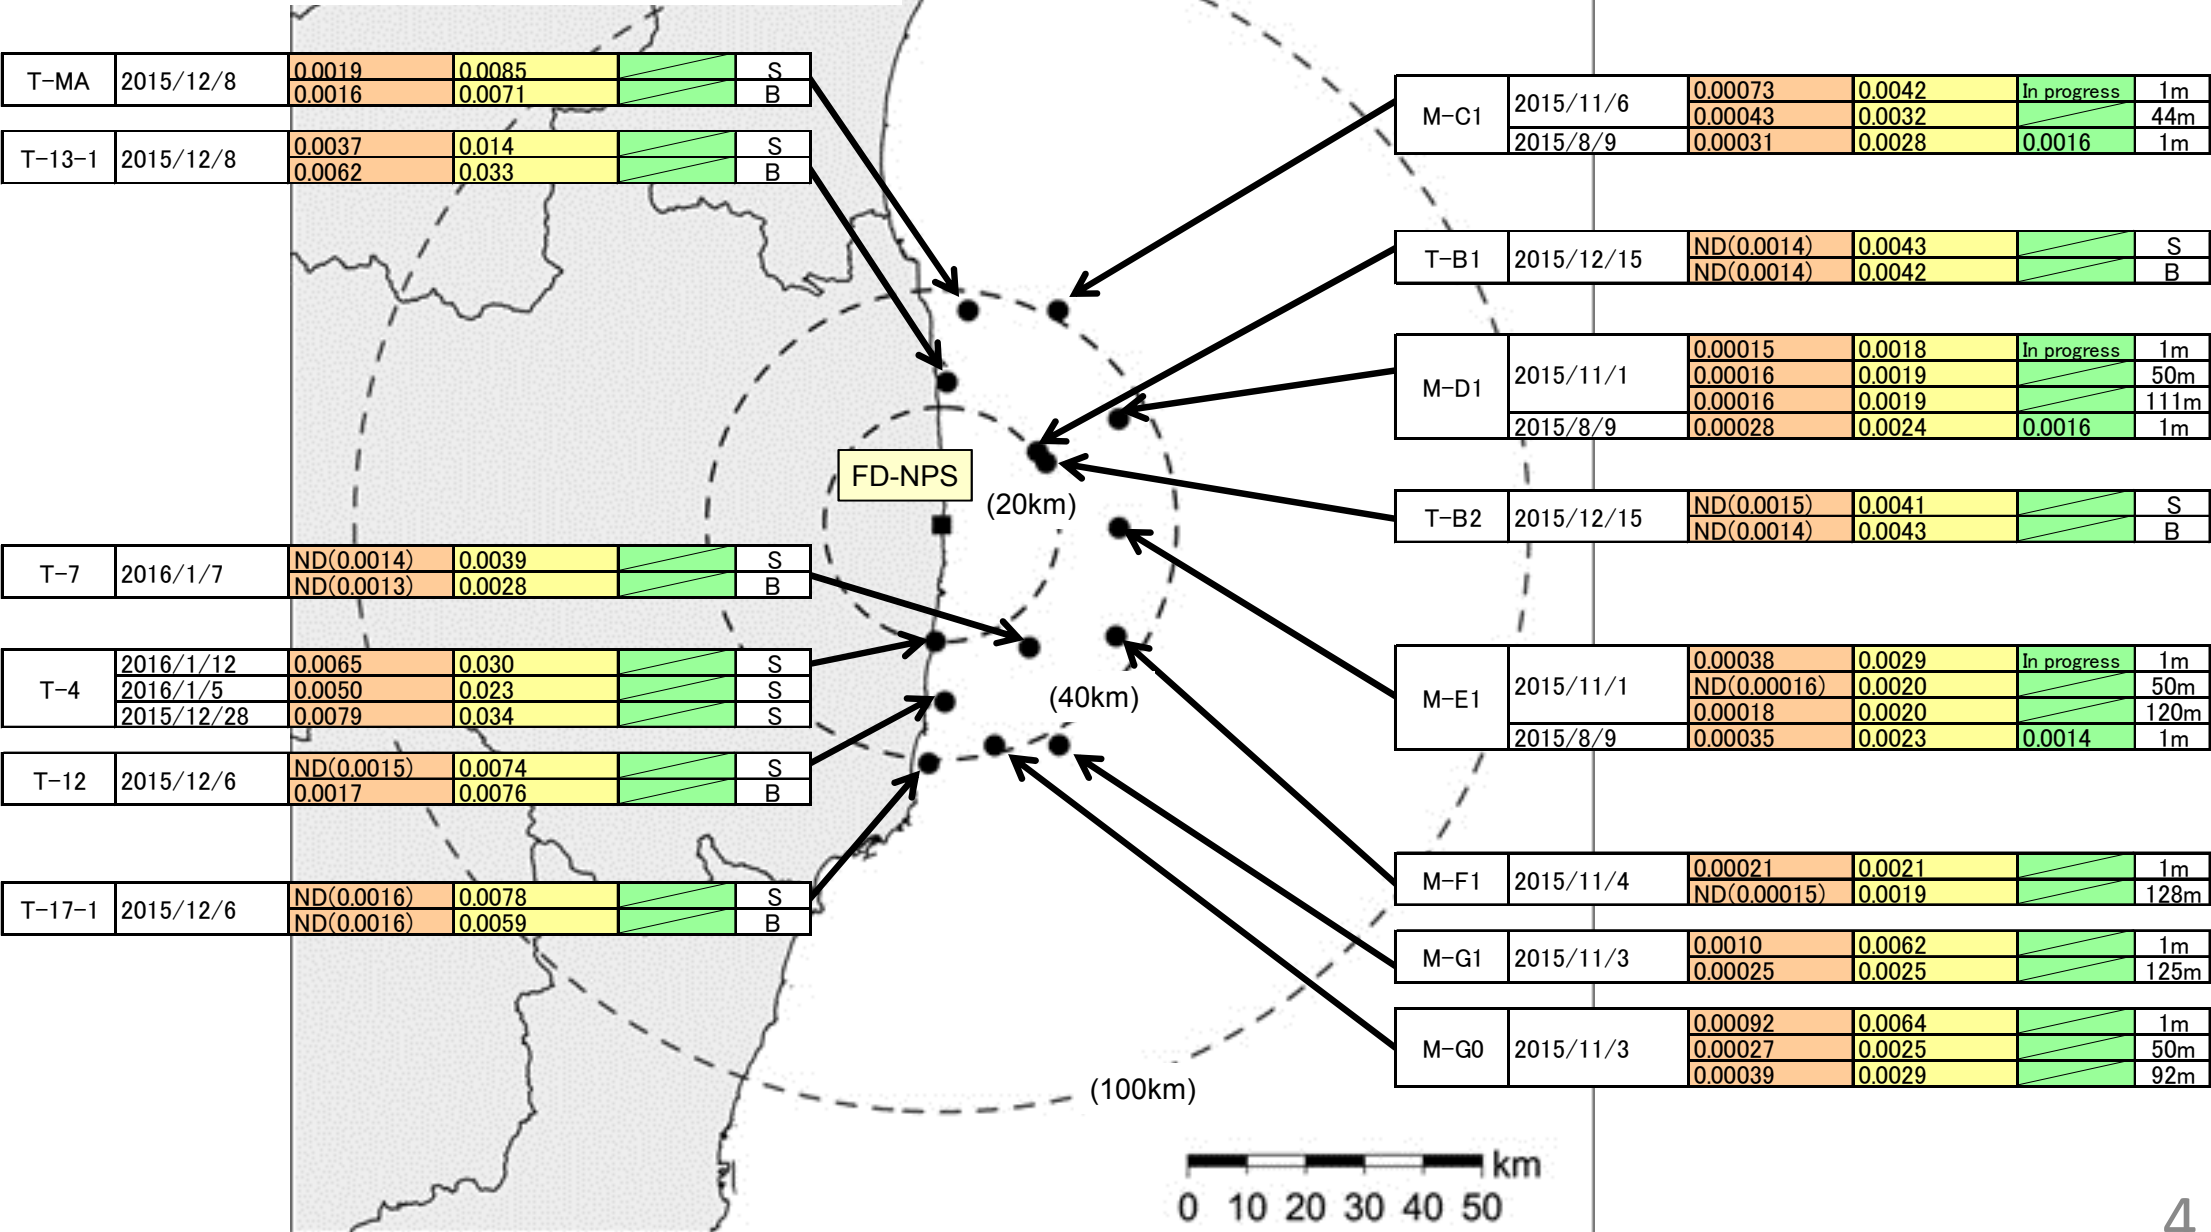 T-MA 2015/12/8 0.0019 0.0085 S
0.0016 0.0071 B
T-13-1 2015/12/8 0.0037 0.014 S
0.0062 0.033 B
T-7 2016/1/7 ND(0.0014) 0.0039 S
ND(0.0013) 0.0028 B
T-4 2016/1/12 0.0065 0.030 S
2016/1/5 0.0050 0.023 S
2015/12/28 0.0079 0.034 S
T-12 2015/12/6 ND(0.0015) 0.0074 S
0.0017 0.0076 B
T-17-1 2015/12/6 ND(0.0016) 0.0078 S
ND(0.0016) 0.0059 B
FD-NPS
(20km)
(40km)
(100km)
M-C1 2015/11/6 0.00073 0.0042 In progress 1m
0.00043 0.0032 44m
2015/8/9 0.00031 0.0028 0.0016 1m
T-B1 2015/12/15 ND(0.0014) 0.0043 S
ND(0.0014) 0.0042 B
M-D1 2015/11/1 0.00015 0.0018 In progress 1m
0.00016 0.0019 50m
0.00016 0.0019 111m
2015/8/9 0.00028 0.0024 0.0016 1m
T-B2 2015/12/15 ND(0.0015) 0.0041 S
ND(0.0014) 0.0043 B
M-E1 2015/11/1 0.00038 0.0029 In progress 1m
ND(0.00016) 0.0020 50m
0.00018 0.0020 120m
2015/8/9 0.00035 0.0023 0.0014 1m
M-F1 2015/11/4 0.00021 0.0021 1m
ND(0.00015) 0.0019 128m
M-G1 2015/11/3 0.0010 0.0062 1m
0.00025 0.0025 125m
M-G0 2015/11/3 0.00092 0.0064 1m
0.00027 0.0025 50m
0.00039 0.0029 92m
km
0 10 20 30 40 50
4